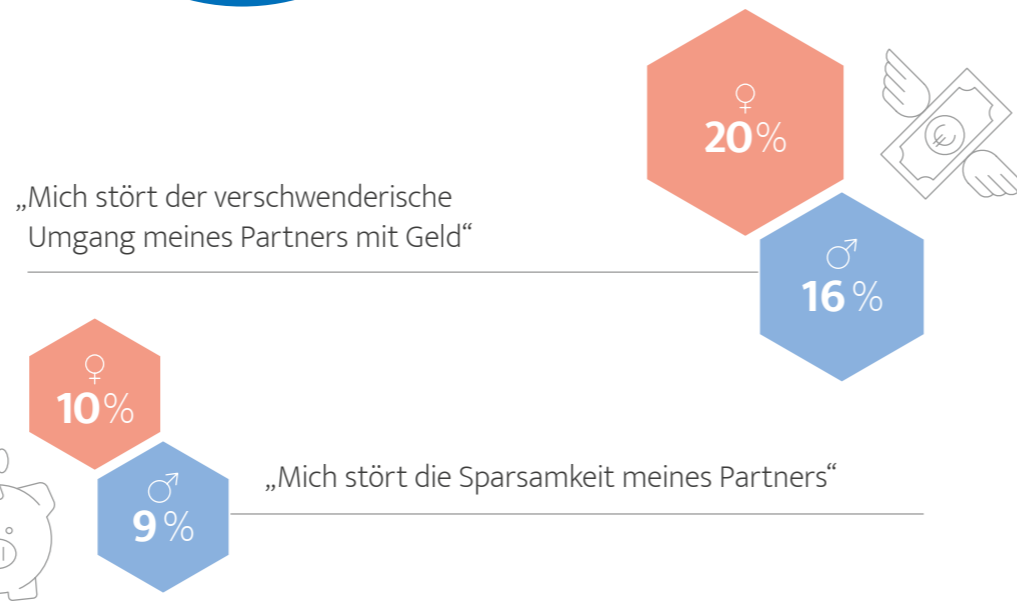 ♀
20%
„Mich stört der verschwenderische
Umgang meines Partners mit Geld“
♂
16%
♀
10%
„Mich stört die Sparsamkeit meines Partners“
♂
9%